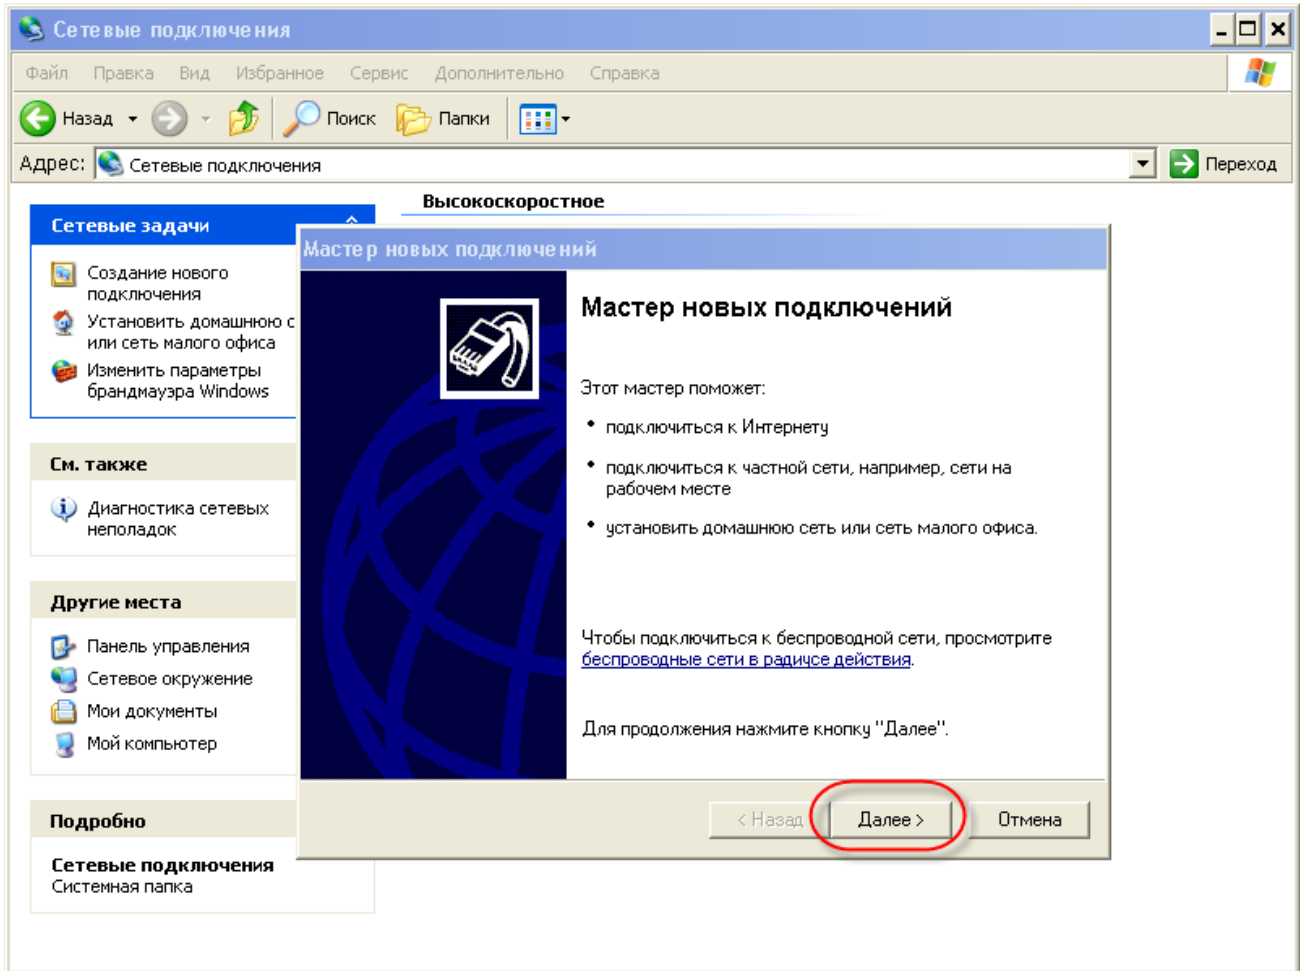 Сетевые подключения
Файл Правка Вид Избранное Сервис Дополнительно Справка
Назад Поиск Папки
Адрес: Сетевые подключения Переход
Высокоскоростное
Сетевые задачи
Создание нового
подключения
Установить домашнюю с
или сеть малого офиса
Изменить параметры
брандмауэра Windows
См. также
Диагностика сетевых
неполадок
Другие места
Панель управления
Сетевое окружение
Мои документы
Мой компьютер
Подробно
Сетевые подключения
Системная папка
Мастер новых подключений
Мастер новых подключений
Этот мастер поможет:
• подключиться к Интернету
• подключиться к частной сети, например, сети на
рабочем месте
• установить домашнюю сеть или сеть малого офиса.
Чтобы подключиться к беспроводной сети, просмотрите
беспроводные сети в радиусе действия.
Для продолжения нажмите кнопку "Далее".
< Назад Далее > Отмена